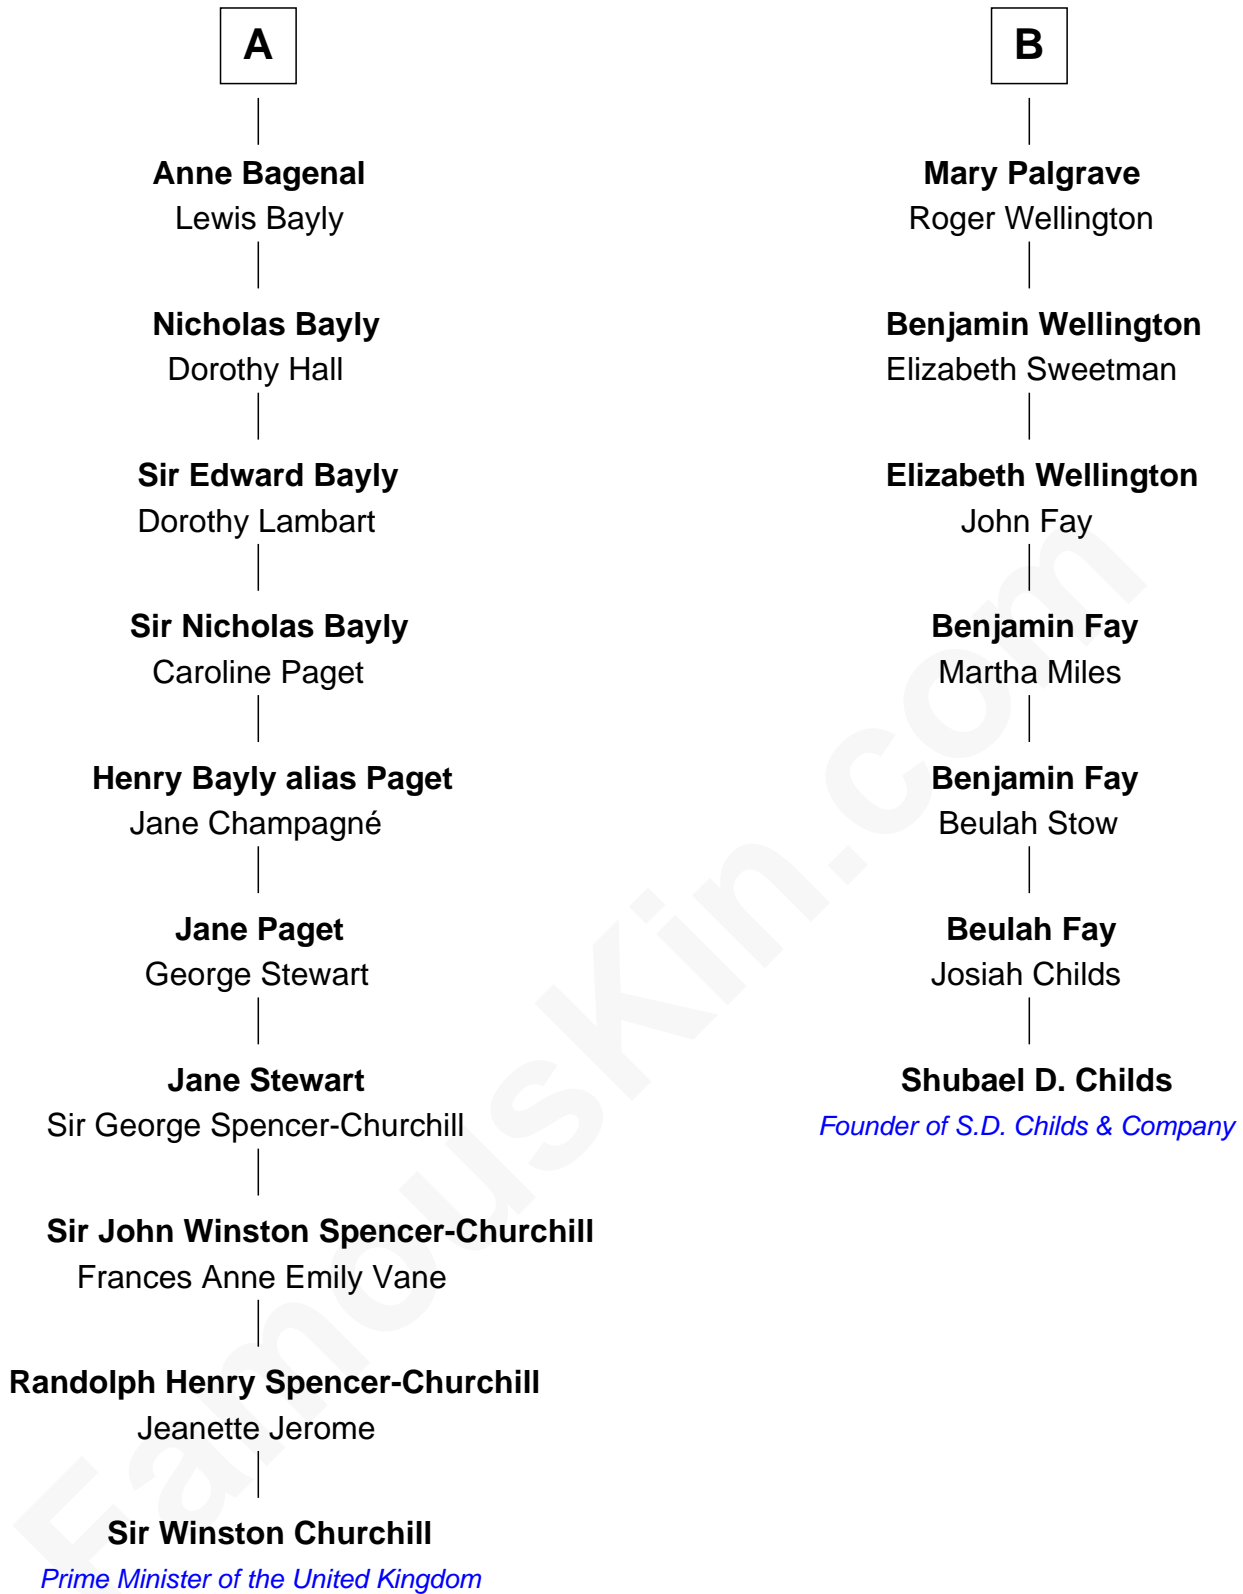 A
Anne Bagenal
Lewis Bayly
Nicholas Bayly
Dorothy Hall
Sir Edward Bayly
Dorothy Lambart
Sir Nicholas Bayly
Caroline Paget
Henry Bayly alias Paget
Jane Champagné
Jane Paget
George Stewart
Jane Stewart
Sir George Spencer-Churchill
Sir John Winston Spencer-Churchill
Frances Anne Emily Vane
Randolph Henry Spencer-Churchill
Jeanette Jerome
Sir Winston Churchill
Prime Minister of the United Kingdom
B
Mary Palgrave
Roger Wellington
Benjamin Wellington
Elizabeth Sweetman
Elizabeth Wellington
John Fay
Benjamin Fay
Martha Miles
Benjamin Fay
Beulah Stow
Beulah Fay
Josiah Childs
Shubael D. Childs
Founder of S.D. Childs & Company
FamousKin.com